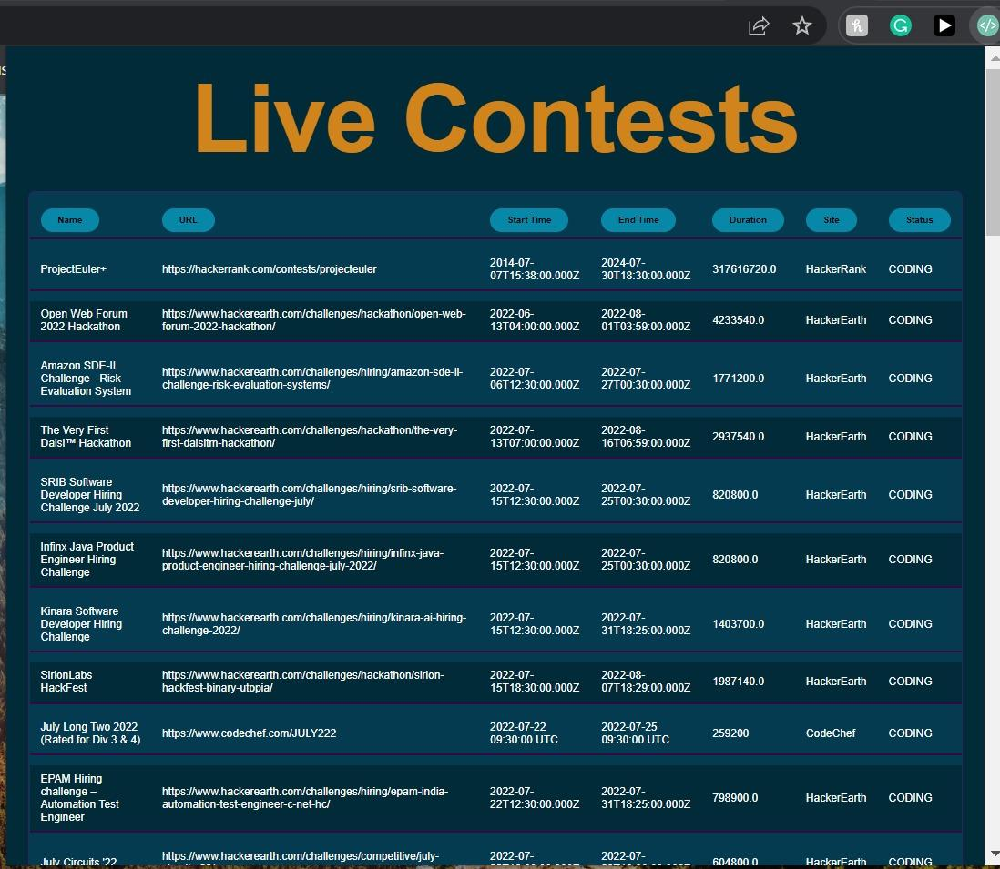 Live Contests
Name URL Start Time End Time Duration Site Status
ProjectEuler+ https://hackerrank.com/contests/projecteuler 2014-07-07T15:38:00.000Z 2024-07-30T18:30:00.000Z 317616720.0 HackerRank CODING
Open Web Forum 2022 Hackathon https://www.hackerearth.com/challenges/hackathon/open-web-forum-2022-hackathon/ 2022-06-13T04:00:00.000Z 2022-08-01T03:59:00.000Z 4233540.0 HackerEarth CODING
Amazon SDE-II Challenge - Risk Evaluation System https://www.hackerearth.com/challenges/hiring/amazon-sde-ii-challenge-risk-evaluation-systems/ 2022-07-06T12:30:00.000Z 2022-07-27T00:30:00.000Z 1771200.0 HackerEarth CODING
The Very First Daisi™ Hackathon https://www.hackerearth.com/challenges/hackathon/the-very-first-daisitm-hackathon/ 2022-07-13T07:00:00.000Z 2022-08-16T06:59:00.000Z 2937540.0 HackerEarth CODING
SRIB Software Developer Hiring Challenge July 2022 https://www.hackerearth.com/challenges/hiring/srib-software-developer-hiring-challenge-july/ 2022-07-15T12:30:00.000Z 2022-07-25T00:30:00.000Z 820800.0 HackerEarth CODING
Infinx Java Product Engineer Hiring Challenge https://www.hackerearth.com/challenges/hiring/infinx-java-product-engineer-hiring-challenge-july-2022/ 2022-07-15T12:30:00.000Z 2022-07-25T00:30:00.000Z 820800.0 HackerEarth CODING
Kinara Software Developer Hiring Challenge https://www.hackerearth.com/challenges/hiring/kinara-ai-hiring-challenge-2022/ 2022-07-15T12:30:00.000Z 2022-07-31T18:25:00.000Z 1403700.0 HackerEarth CODING
SirionLabs HackFest https://www.hackerearth.com/challenges/hackathon/sirion-hackfest-binary-utopia/ 2022-07-15T18:30:00.000Z 2022-08-07T18:29:00.000Z 1987140.0 HackerEarth CODING
July Long Two 2022 (Rated for Div 3 & 4) https://www.codechef.com/JULY222 2022-07-22 09:30:00 UTC 2022-07-25 09:30:00 UTC 259200 CodeChef CODING
EPAM Hiring challenge – Automation Test Engineer https://www.hackerearth.com/challenges/hiring/epam-india-automation-test-engineer-c-net-hc/ 2022-07-22T12:30:00.000Z 2022-07-31T18:25:00.000Z 798900.0 HackerEarth CODING
July Circuits '22 https://www.hackerearth.com/challenges/competitive/july- 2022-07- 2022-07- 604800.0 HackerEarth CODING